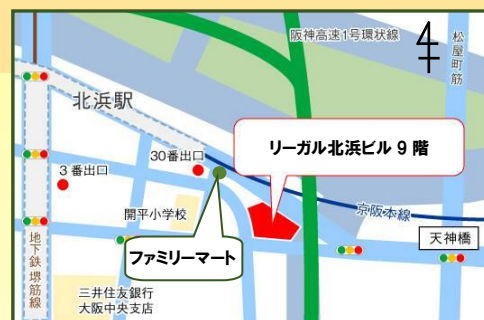 阪神高速1号環状線
松屋町筋
北浜駅
リーガル北浜ビル 9 階
30番出口
3番出口
京阪本線
開平小学校
天神橋
ファミリーマート
地下鉄 堺筋線
三井住友銀行
大阪中央支店